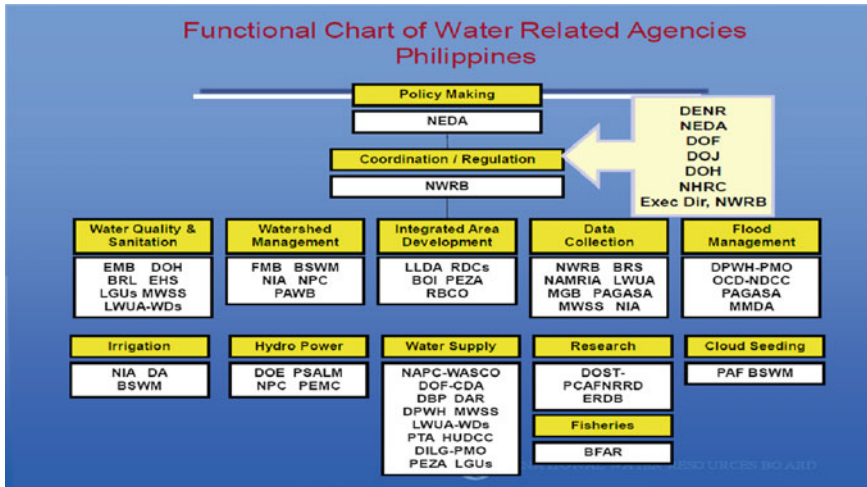 Functional Chart of Water Related Agencies
Philippines
Policy Making
NEDA
Coordination / Regulation
NWRB
DENR
NEDA
DOF
DOJ
DOH
NHRC
Exec Dir, NWRB
Water Quality &
Sanitation
EMB DOH
BRL EHS
LGUs MWSS
LWUA-WDs
Watershed
Management
FMB BSWM
NIA NPC
PAWB
Integrated Area
Development
LLDA RDCs
BOI PEZA
RBCO
Data
Collection
NWRB BRS
NAMRIA LWUA
MGB PAGASA
MWSS NIA
Flood
Management
DPWH-PMO
OCD-NDCC
PAGASA
MMDA
Irrigation
NIA DA
BSWM
Hydro Power
DOE PSALM
NPC PEMC
Water Supply
NAPC-WASCO
DOF-CDA
DBP DAR
DPWH MWSS
LWUA-WDs
PTA HUDCC
DILG-PMO
PEZA LGUs
Research
DOST-
PCAFNRRD
ERDB
Fisheries
BFAR
Cloud Seeding
PAF BSWM
NATIONAL WATER RESOURCES BOARD